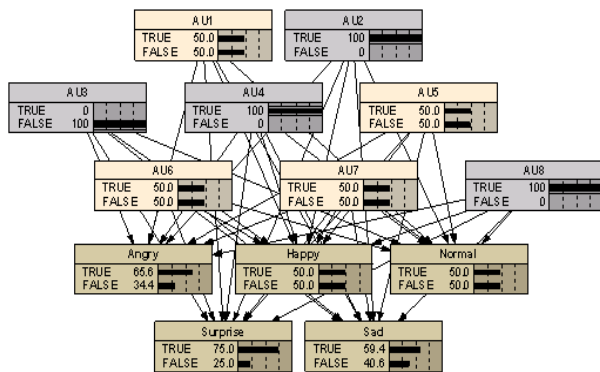 AU1
TRUE 50.0
FALSE 50.0
AU2
TRUE 100
FALSE 0
AU3
TRUE 0
FALSE 100
AU4
TRUE 100
FALSE 0
AU5
TRUE 50.0
FALSE 50.0
AU6
TRUE 50.0
FALSE 50.0
AU7
TRUE 50.0
FALSE 50.0
AU8
TRUE 100
FALSE 0
Angry
TRUE 65.6
FALSE 34.4
Happy
TRUE 50.0
FALSE 50.0
Normal
TRUE 50.0
FALSE 50.0
Surprise
TRUE 75.0
FALSE 25.0
Sad
TRUE 59.4
FALSE 40.6